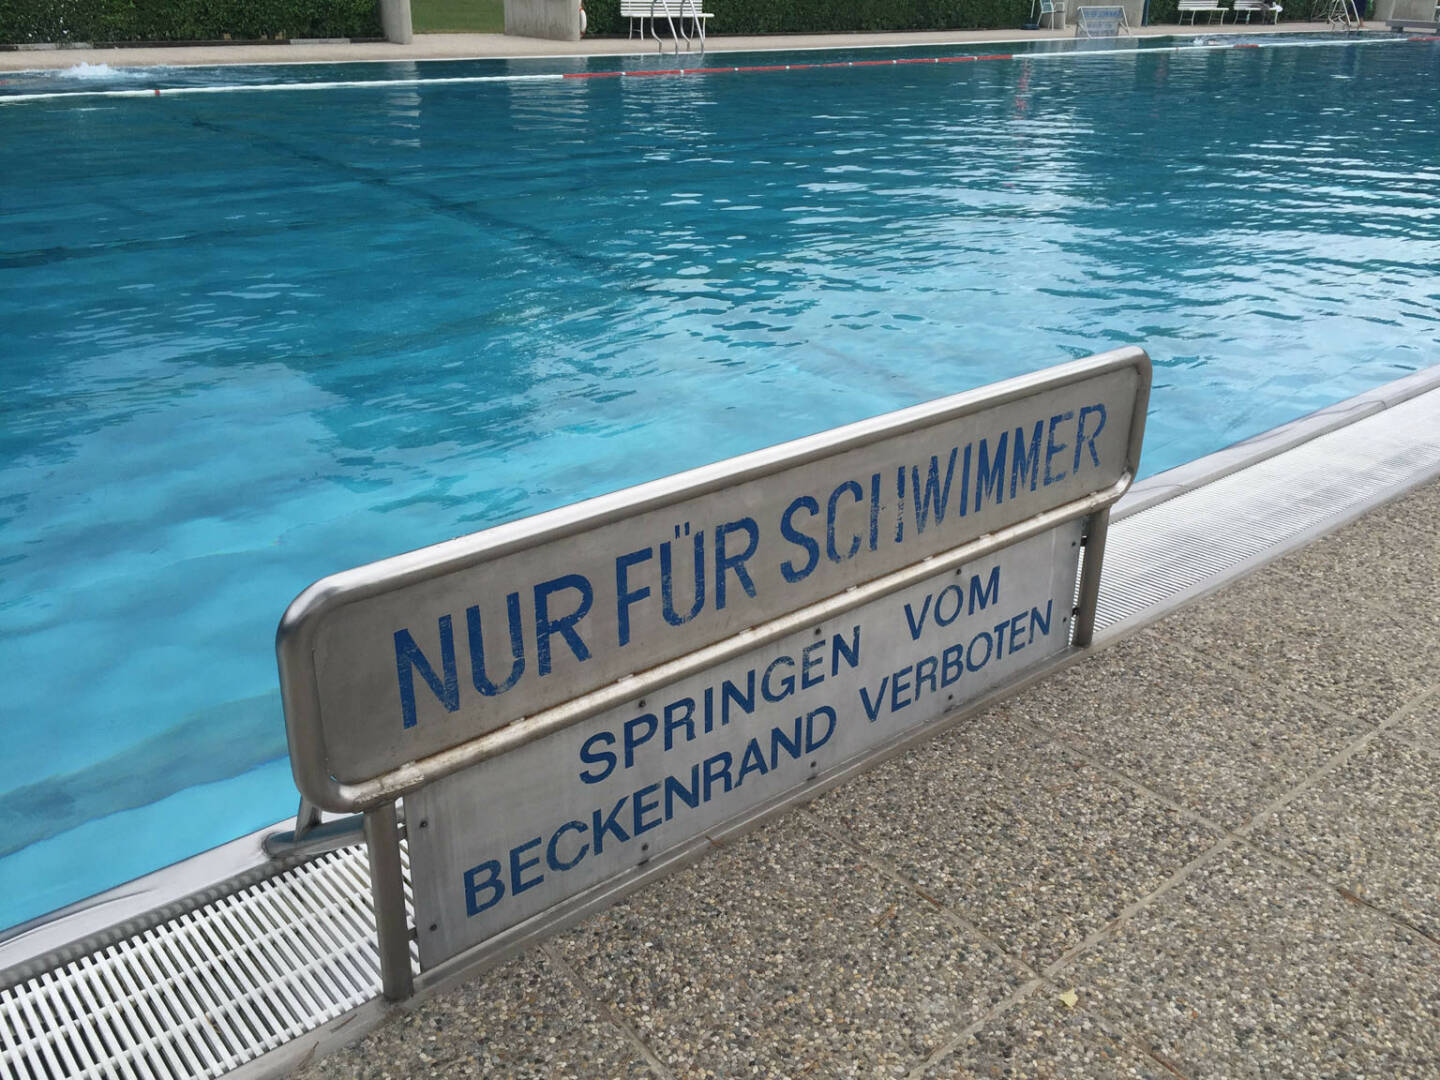 NUR FÜR SCHWIMMER
SPRINGEN VOM
BECKENRAND VERBOTEN